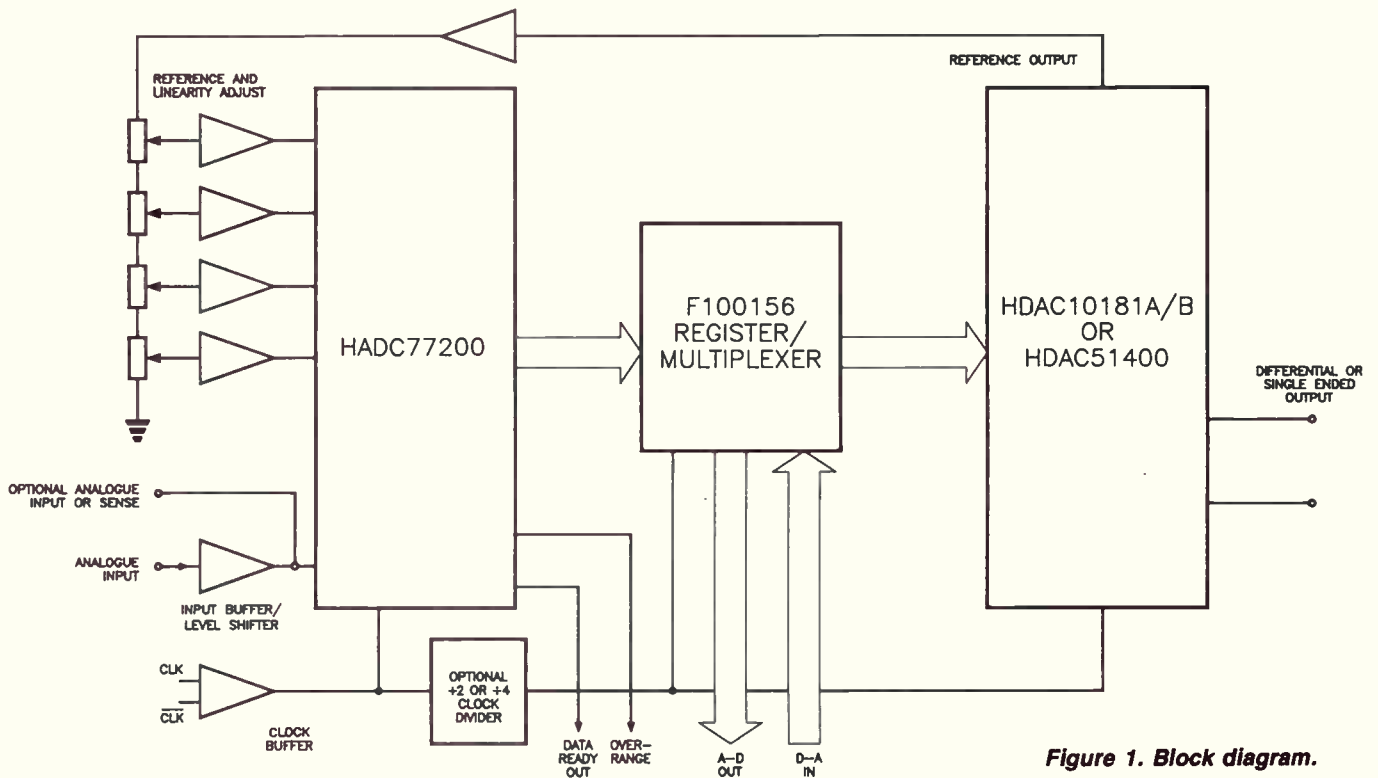 REFERENCE OUTPUT
REFERENCE AND
LINEARITY ADJUST
HADC77200
F100156
REGISTER/
MULTIPLEXER
HDAC10181A/B
OR
HDAC51400
DIFFERENTIAL OR
SINGLE ENDED
OUTPUT
OPTIONAL ANALOGUE
INPUT OR SENSE
ANALOGUE
INPUT
INPUT BUFFER/
LEVEL SHIFTER
CLK
CLK
CLOCK
BUFFER
OPTIONAL
+2 OR +4
CLOCK
DIVIDER
DATA
READY
OUT
OVER-
RANGE
A-D
OUT
D-A
IN
Figure 1. Block diagram.